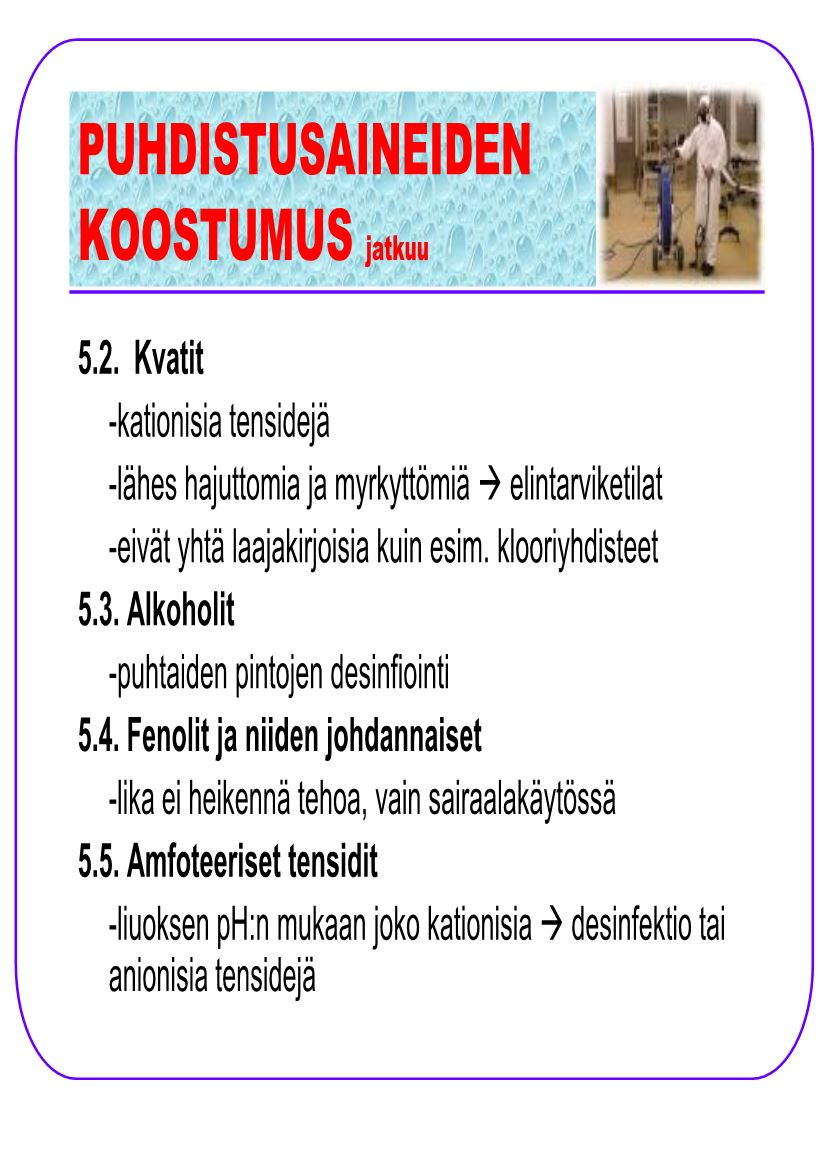 PUHDISTUSAINEIDEN
KOOSTUMUS jatkuu
5.2. Kvatit
-kationisia tensidejä
-lähes hajuttomia ja myrkyttömiä → elintarviketilat
-eivät yhtä laajakirjoisia kuin esim. klooriyhdisteet
5.3. Alkoholit
-puhtaiden pintojen desinfiointi
5.4. Fenolit ja niiden johdannaiset
-lika ei heikennä tehoa, vain sairaalakäytössä
5.5. Amfoteeriset tensidit
-liuoksen pH:n mukaan joko kationisia → desinfektio tai
anionisia tensidejä